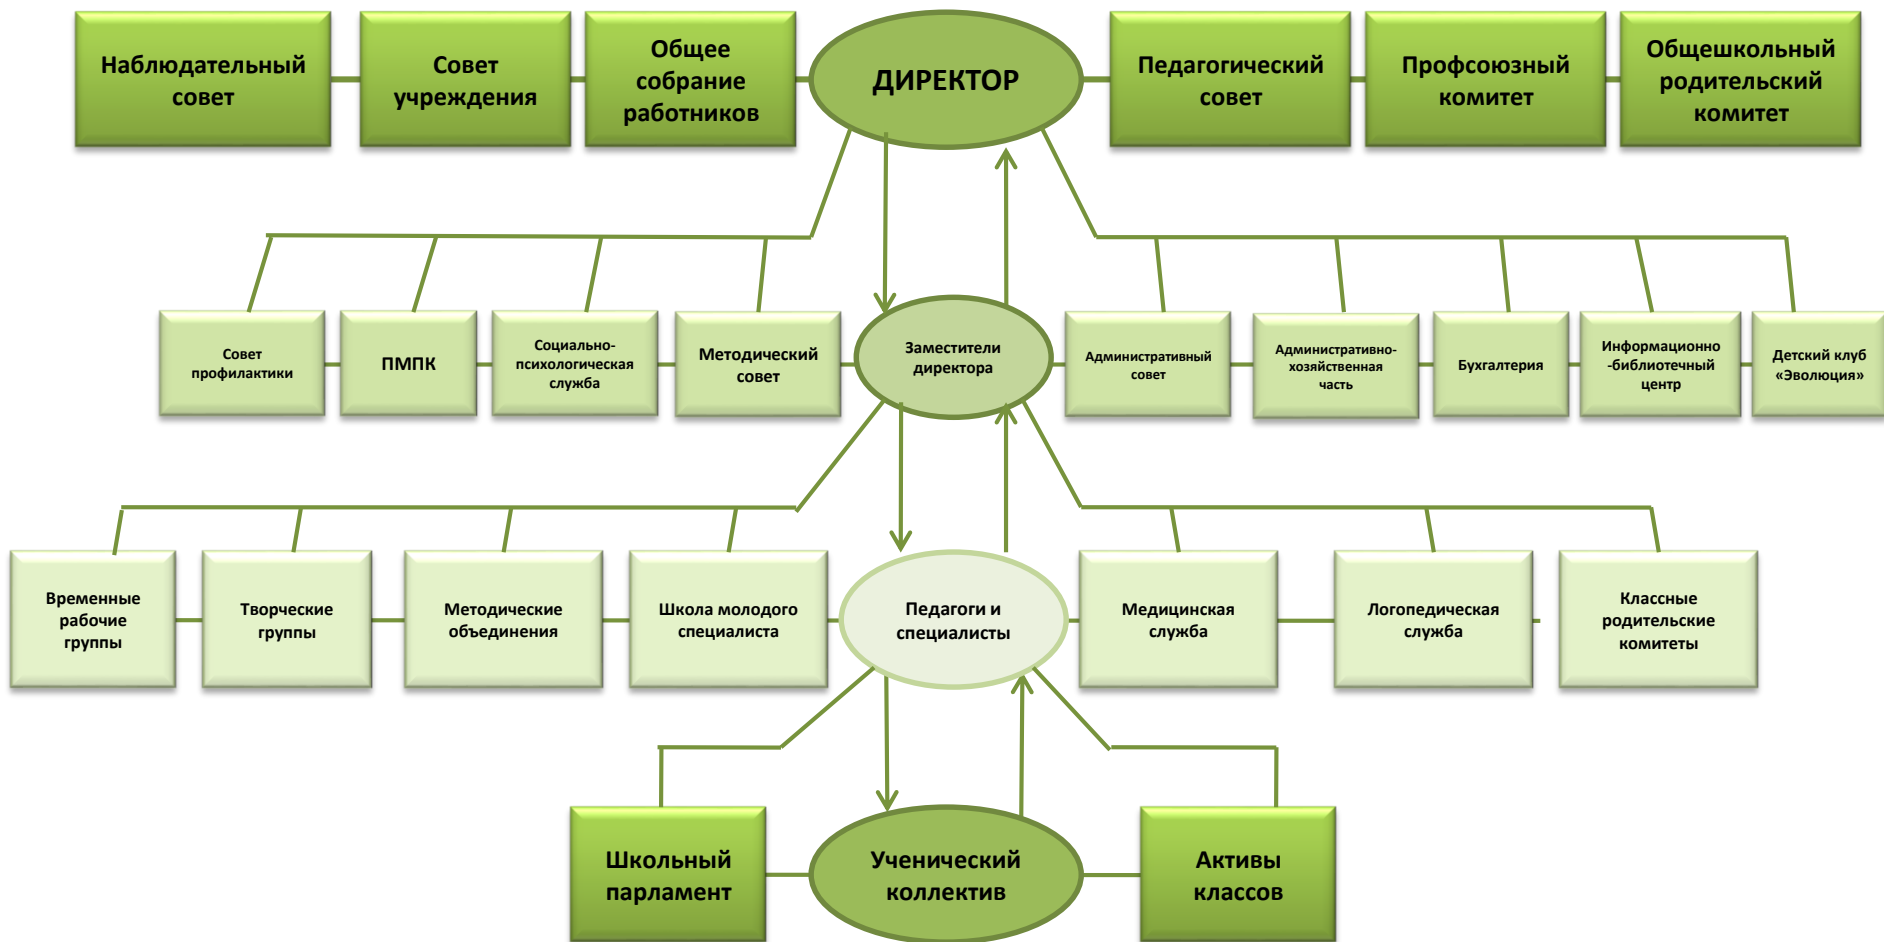 Наблюдательный
совет
Совет
учреждения
Общее
собрание
работников
ДИРЕКТОР
Педагогический
совет
Профсоюзный
комитет
Общешкольный
родительский
комитет
Совет
профилактики
ПМПК
Социально-
психологическая
служба
Методический
совет
Заместители
директора
Административный
совет
Административно-
хозяйственная
часть
Бухгалтерия
Информационно
-библиотечный
центр
Детский клуб
«Эволюция»
Временные
рабочие
группы
Творческие
группы
Методические
объединения
Школа молодого
специалиста
Педагоги и
специалисты
Медицинская
служба
Логопедическая
служба
Классные
родительские
комитеты
Школьный
парламент
Ученический
коллектив
Активы
классов